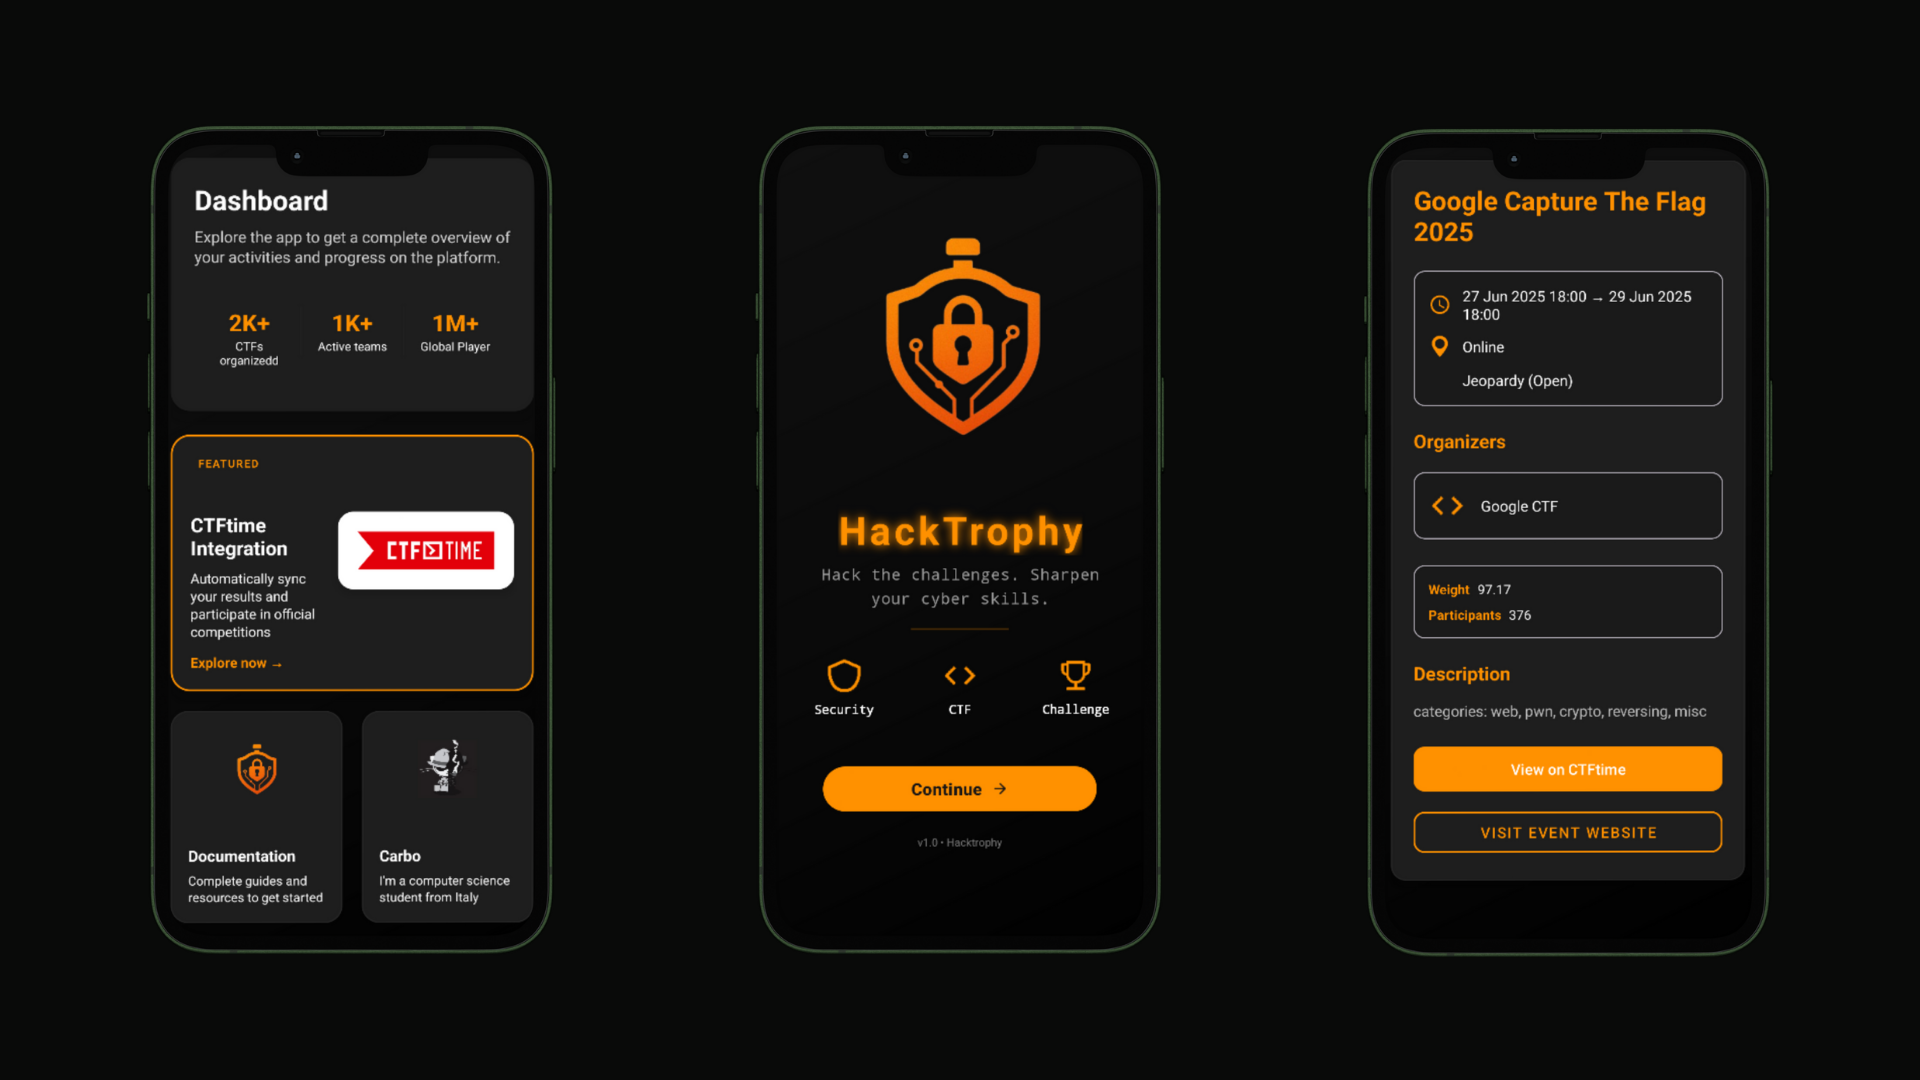 Dashboard
Explore the app to get a complete overview of
your activities and progress on the platform.
2K+
CTFs
organizedd
1K+
Active teams
1M+
Global Player
FEATURED
CTFtime
Integration
Automatically sync
your results and
participate in official
competitions
Explore now →
CTF TIME
Documentation
Complete guides and
resources to get started
Carbo
I'm a computer science
student from Italy
HackTrophy
Hack the challenges. Sharpen
your cyber skills.
Security
CTF
Challenge
Continue →
v1.0 • Hacktrophy
Google Capture The Flag
2025
27 Jun 2025 18:00 → 29 Jun 2025
18:00
Online
Jeopardy (Open)
Organizers
Google CTF
Weight 97.17
Participants 376
Description
categories: web, pwn, crypto, reversing, misc
View on CTFtime
VISIT EVENT WEBSITE